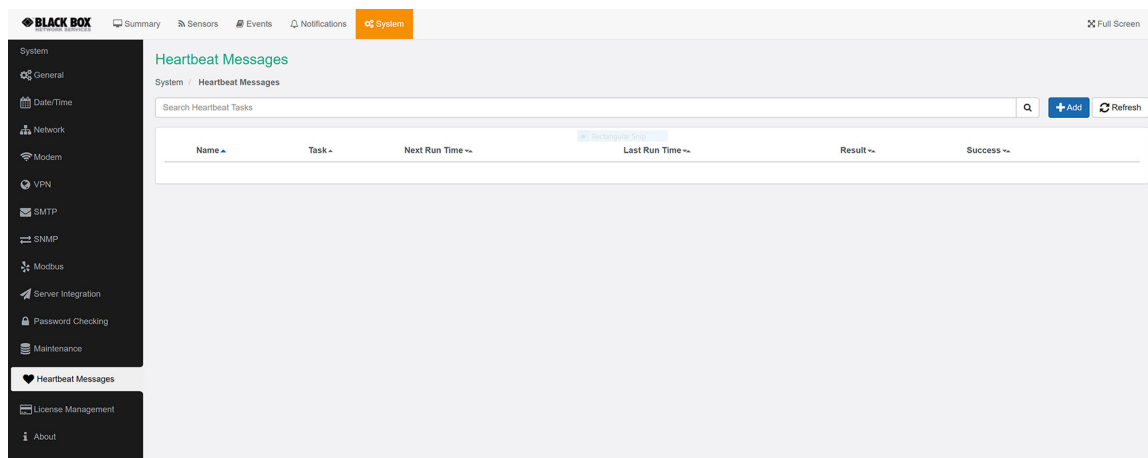 BLACK BOX
NETWORK SERVICES
Summary
Sensors
Events
Notifications
System
Full Screen
System
General
Date/Time
Network
Modem
VPN
SMTP
SNMP
Modbus
Server Integration
Password Checking
Maintenance
Heartbeat Messages
License Management
About
Heartbeat Messages
System / Heartbeat Messages
Search Heartbeat Tasks
Add
Refresh
Rectangular Snip
Name Task Next Run Time Last Run Time Result Success